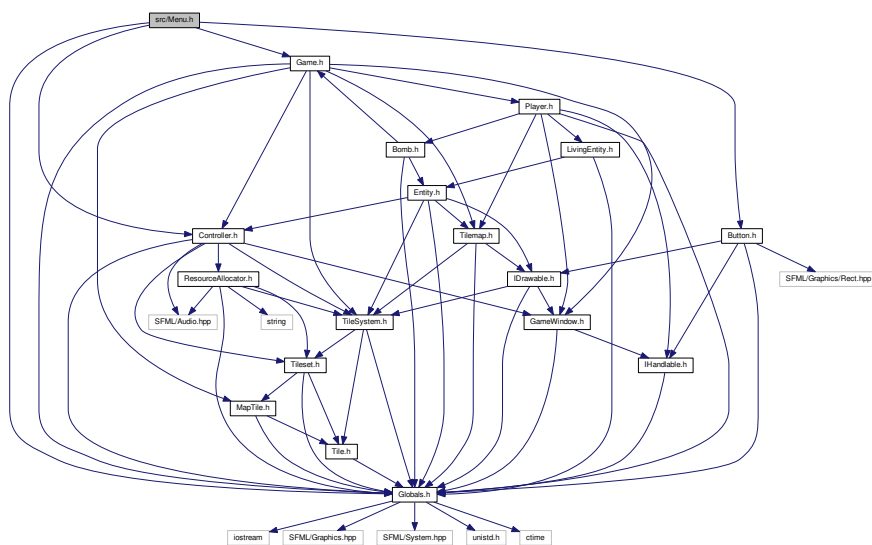 src/Menu.h
Game.h
Player.h
Bomb.h
LivingEntity.h
Entity.h
Controller.h
Tilemap.h
Button.h
ResourceAllocator.h
IDrawable.h
SFML/Graphics/Rect.hpp
SFML/Audio.hpp
string
TileSystem.h
GameWindow.h
Tileset.h
IHandlable.h
MapTile.h
Tile.h
Globals.h
iostream
SFML/Graphics.hpp
SFML/System.hpp
unistd.h
ctime